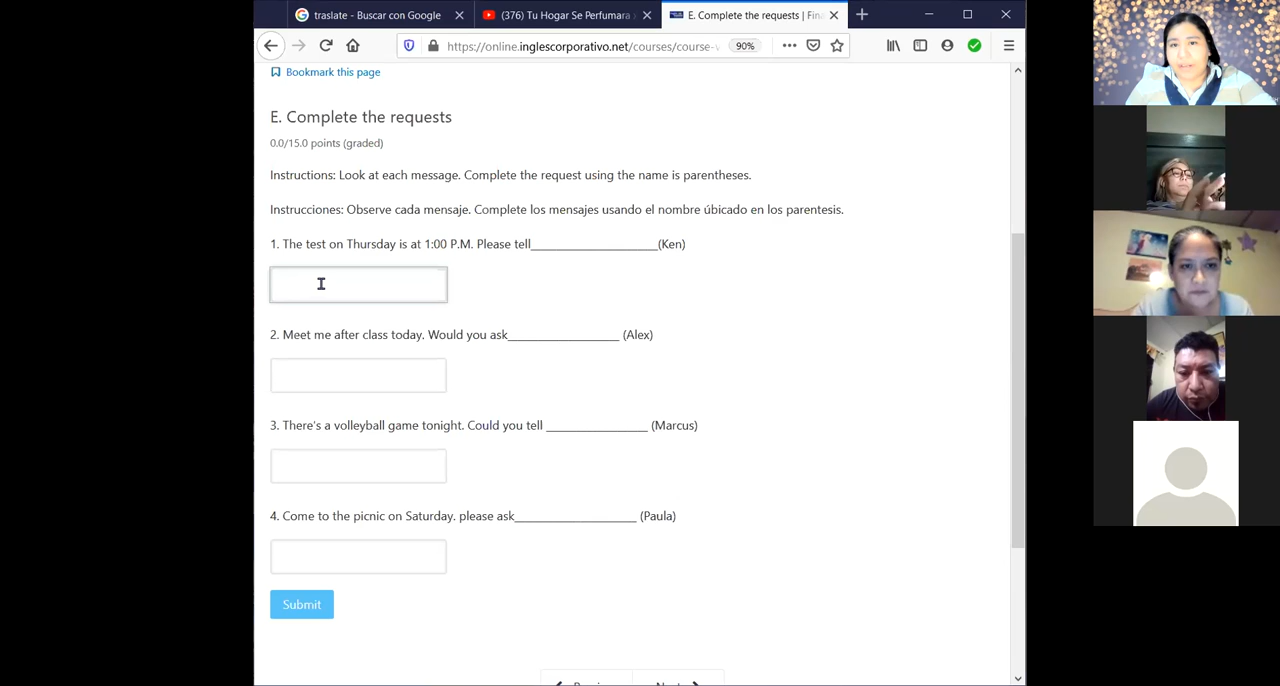 traslate - Buscar con Google
(376) Tu Hogar Se Perfumara
E. Complete the requests | Fina
https://online.inglescorporativo.net/courses/course-v
90%
Bookmark this page
E. Complete the requests
0.0/15.0 points (graded)
Instructions: Look at each message. Complete the request using the name is parentheses.
Instrucciones: Observe cada mensaje. Complete los mensajes usando el nombre úbicado en los parentesis.
1. The test on Thursday is at 1:00 P.M. Please tell____________________(Ken)
2. Meet me after class today. Would you ask__________________ (Alex)
3. There's a volleyball game tonight. Could you tell ________________ (Marcus)
4. Come to the picnic on Saturday. please ask___________________ (Paula)
Submit